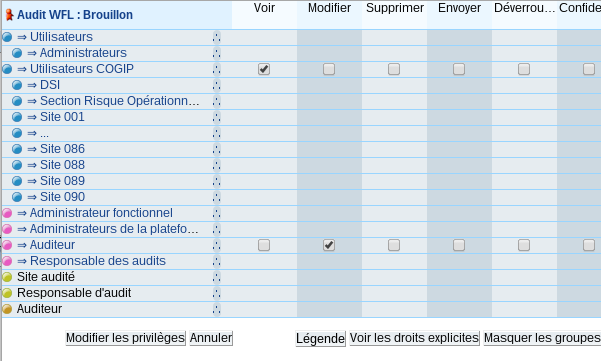 Audit WFL : Brouillon Voir Modifier Supprimer Envoyer Déverrou… Confide
⇒ Utilisateurs
⇒ Administrateurs
⇒ Utilisateurs COGIP
⇒ DSI
⇒ Section Risque Opérationn…
⇒ Site 001
⇒ ...
⇒ Site 086
⇒ Site 088
⇒ Site 089
⇒ Site 090
⇒ Administrateur fonctionnel
⇒ Administrateurs de la platefo…
⇒ Auditeur
⇒ Responsable des audits
Site audité
Responsable d'audit
Auditeur
Modifier les privilèges Annuler Légende Voir les droits explicites Masquer les groupes